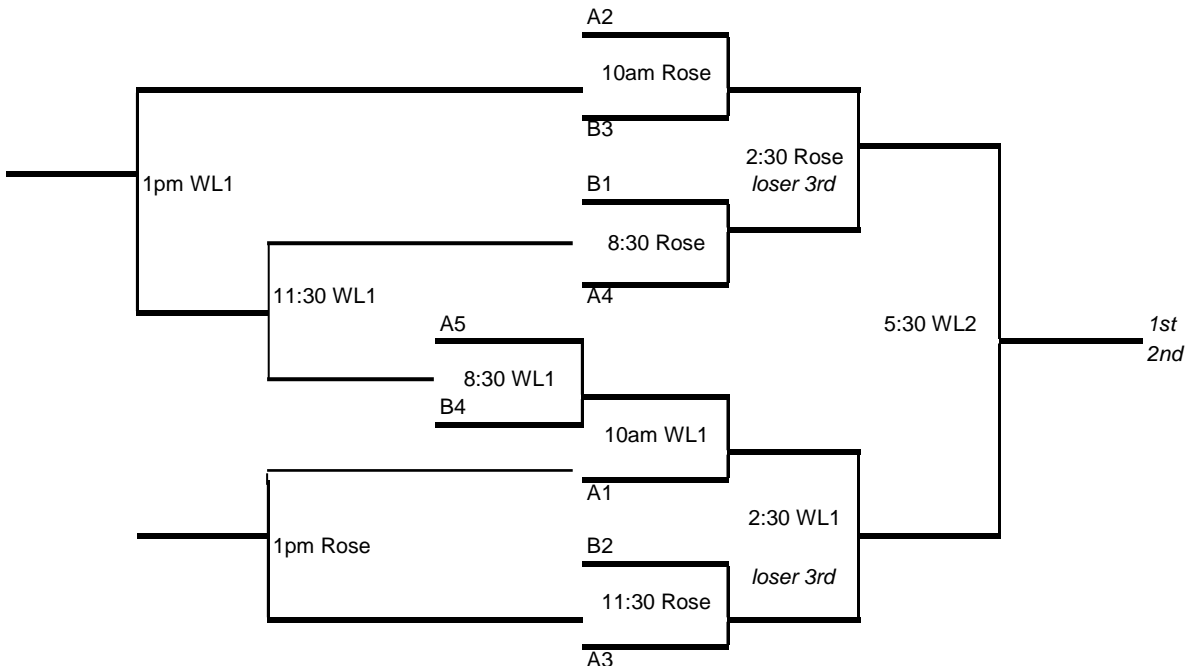 A2
10am Rose
B3
2:30 Rose
loser 3rd
1pm WL1
B1
8:30 Rose
11:30 WL1
A4
A5
5:30 WL2
1st
2nd
8:30 WL1
B4
10am WL1
A1
2:30 WL1
1pm Rose
B2
loser 3rd
11:30 Rose
A3